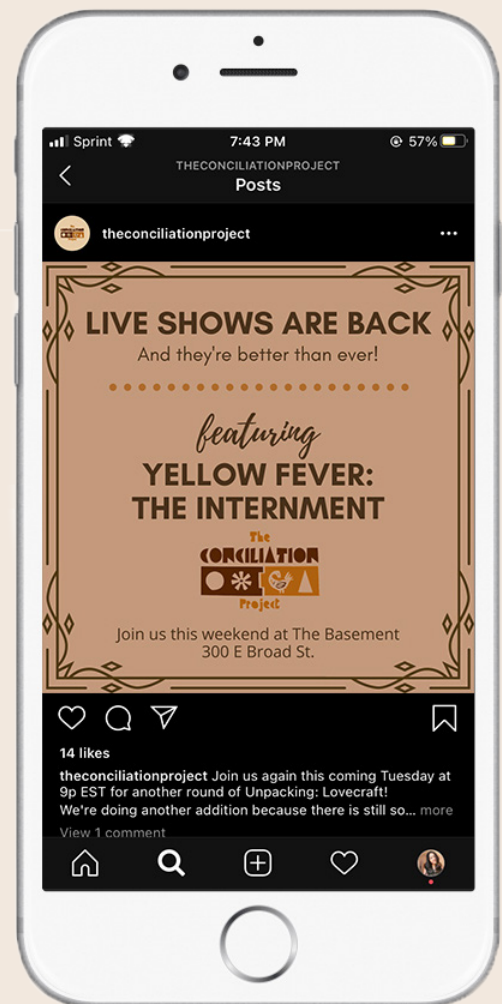 Sprint 7:43 PM 57%
THECONCILIATIONPROJECT
Posts
theconciliationproject
LIVE SHOWS ARE BACK
And they're better than ever!
featuring
YELLOW FEVER:
THE INTERNMENT
The
CONCILIATION
Project
Join us this weekend at The Basement
300 E Broad St.
14 likes
theconciliationproject Join us again this coming Tuesday at
9p EST for another round of Unpacking: Lovecraft!
We're doing another addition because there is still so... more
View 1 comment